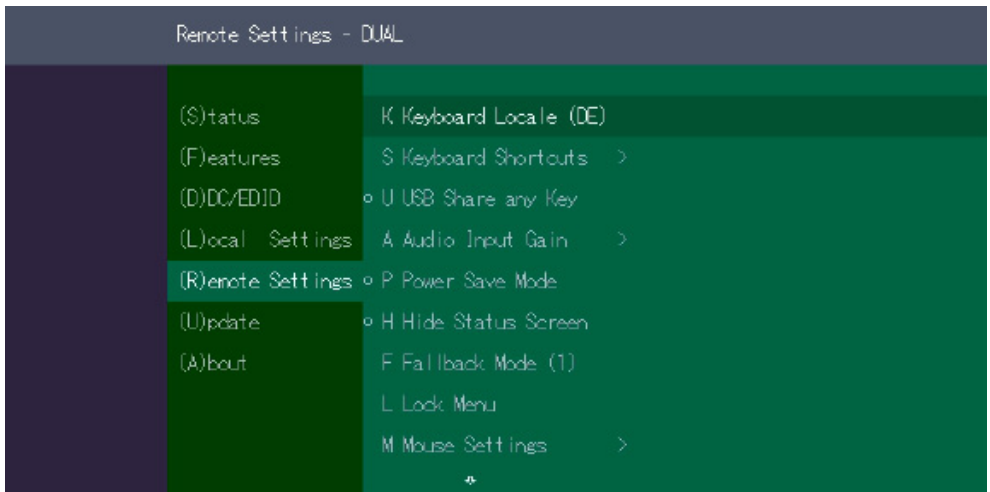 Remote Settings - DUAL
(S)tatus
(F)eatures
(D)DC/EDID
(L)ocal Settings
(R)emote Settings
(U)pdate
(A)bout
K Keyboard Locale (DE)
S Keyboard Shortcuts >
U USB Share any Key
A Audio Input Gain >
P Power Save Mode
H Hide Status Screen
F Fallback Mode (1)
L Lock Menu
M Mouse Settings >